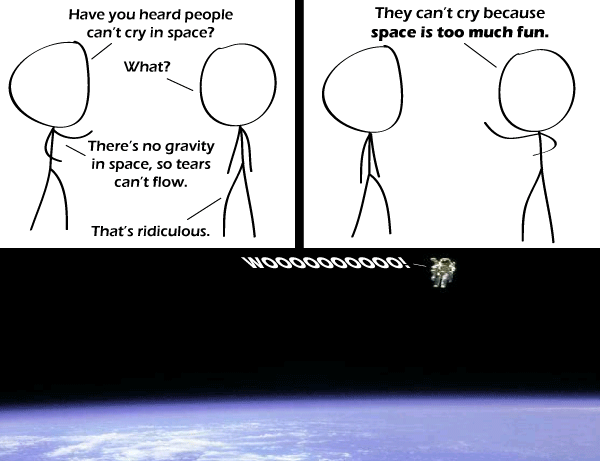 Have you heard people
can't cry in space?
What?
There's no gravity
in space, so tears
can't flow.
That's ridiculous.
They can't cry because
space is too much fun.
WOOOOOOOOOOO!